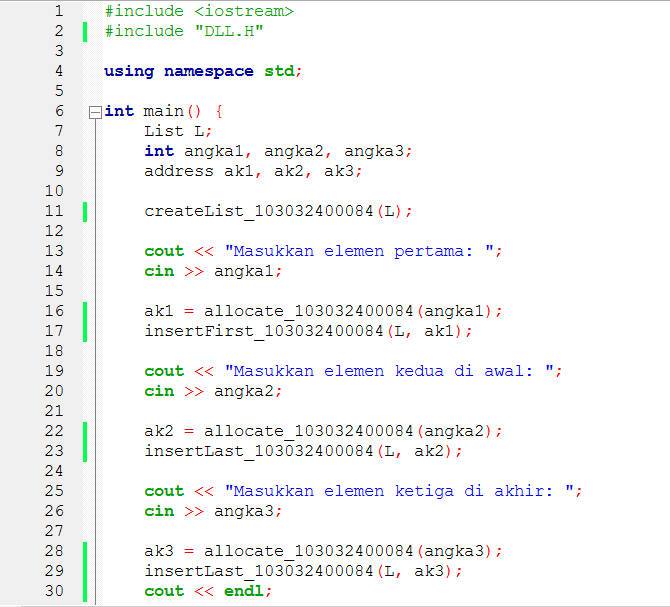 1 #include <iostream>
2 #include "DLL.H"
3
4 using namespace std;
5
6 int main() {
7 List L;
8 int angka1, angka2, angka3;
9 address ak1, ak2, ak3;
10
11 createList_103032400084(L);
12
13 cout << "Masukkan elemen pertama: ";
14 cin >> angka1;
15
16 ak1 = allocate_103032400084(angka1);
17 insertFirst_103032400084(L, ak1);
18
19 cout << "Masukkan elemen kedua di awal: ";
20 cin >> angka2;
21
22 ak2 = allocate_103032400084(angka2);
23 insertLast_103032400084(L, ak2);
24
25 cout << "Masukkan elemen ketiga di akhir: ";
26 cin >> angka3;
27
28 ak3 = allocate_103032400084(angka3);
29 insertLast_103032400084(L, ak3);
30 cout << endl;